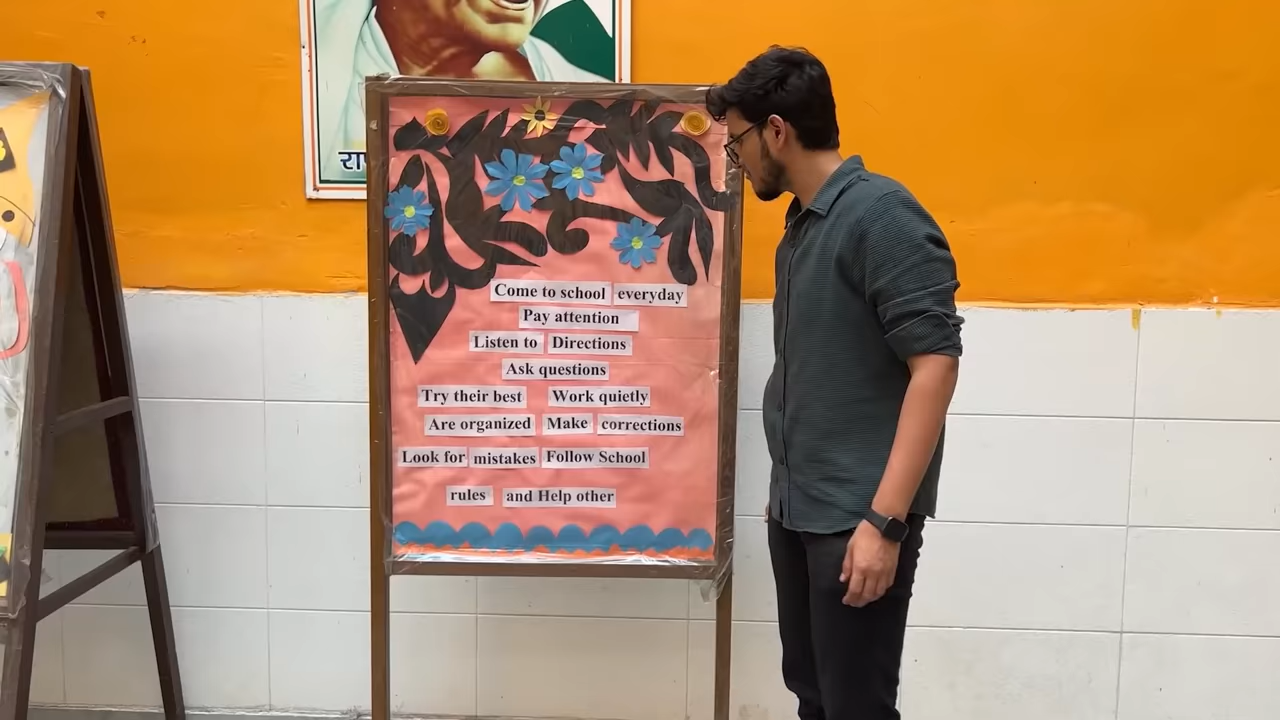 Come to school everyday
Pay attention
Listen to Directions
Ask questions
Try their best Work quietly
Are organized Make corrections
Look for mistakes Follow School
rules and Help other